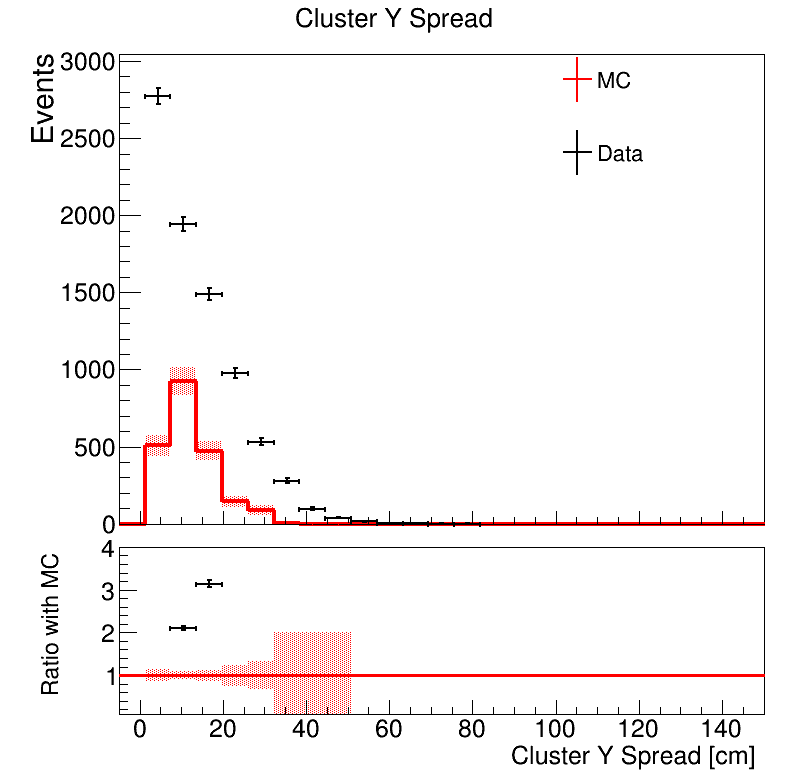 Cluster Y Spread
Events
3000
2500
2000
1500
1000
500
0
MC
Data
Ratio with MC
4
3
2
1
0 20 40 60 80 100 120 140
Cluster Y Spread [cm]